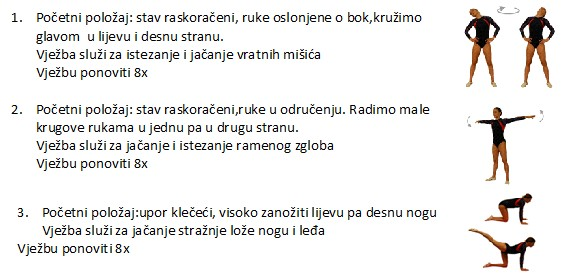 1. Početni položaj: stav raskoračeni, ruke oslonjene o bok,kružimo
glavom u lijevu i desnu stranu.
Vježba služi za istezanje i jačanje vratnih mišića
Vježbu ponoviti 8x
2. Početni položaj: stav raskoračeni,ruke u odručenju. Radimo male
krugove rukama u jednu pa u drugu stranu.
Vježba služi za jačanje i istezanje ramenog zgloba
Vježbu ponoviti 8x
3. Početni položaj:upor klečeći, visoko zanožiti lijevu pa desnu nogu
Vježba služi za jačanje stražnje lože nogu i leđa
Vježbu ponoviti 8x